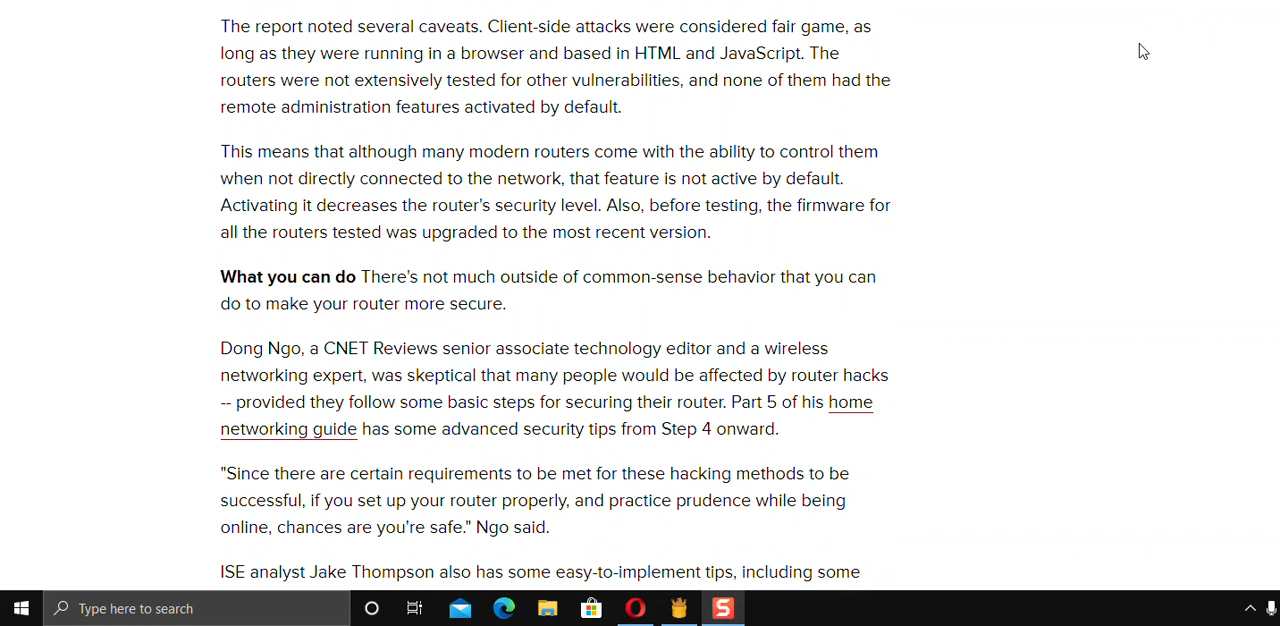 The report noted several caveats. Client-side attacks were considered fair game, as
long as they were running in a browser and based in HTML and JavaScript. The
routers were not extensively tested for other vulnerabilities, and none of them had the
remote administration features activated by default.
This means that although many modern routers come with the ability to control them
when not directly connected to the network, that feature is not active by default.
Activating it decreases the router's security level. Also, before testing, the firmware for
all the routers tested was upgraded to the most recent version.
What you can do There's not much outside of common-sense behavior that you can
do to make your router more secure.
Dong Ngo, a CNET Reviews senior associate technology editor and a wireless
networking expert, was skeptical that many people would be affected by router hacks
-- provided they follow some basic steps for securing their router. Part 5 of his home
networking guide has some advanced security tips from Step 4 onward.
"Since there are certain requirements to be met for these hacking methods to be
successful, if you set up your router properly, and practice prudence while being
online, chances are you're safe." Ngo said.
ISE analyst Jake Thompson also has some easy-to-implement tips, including some
Type here to search
S